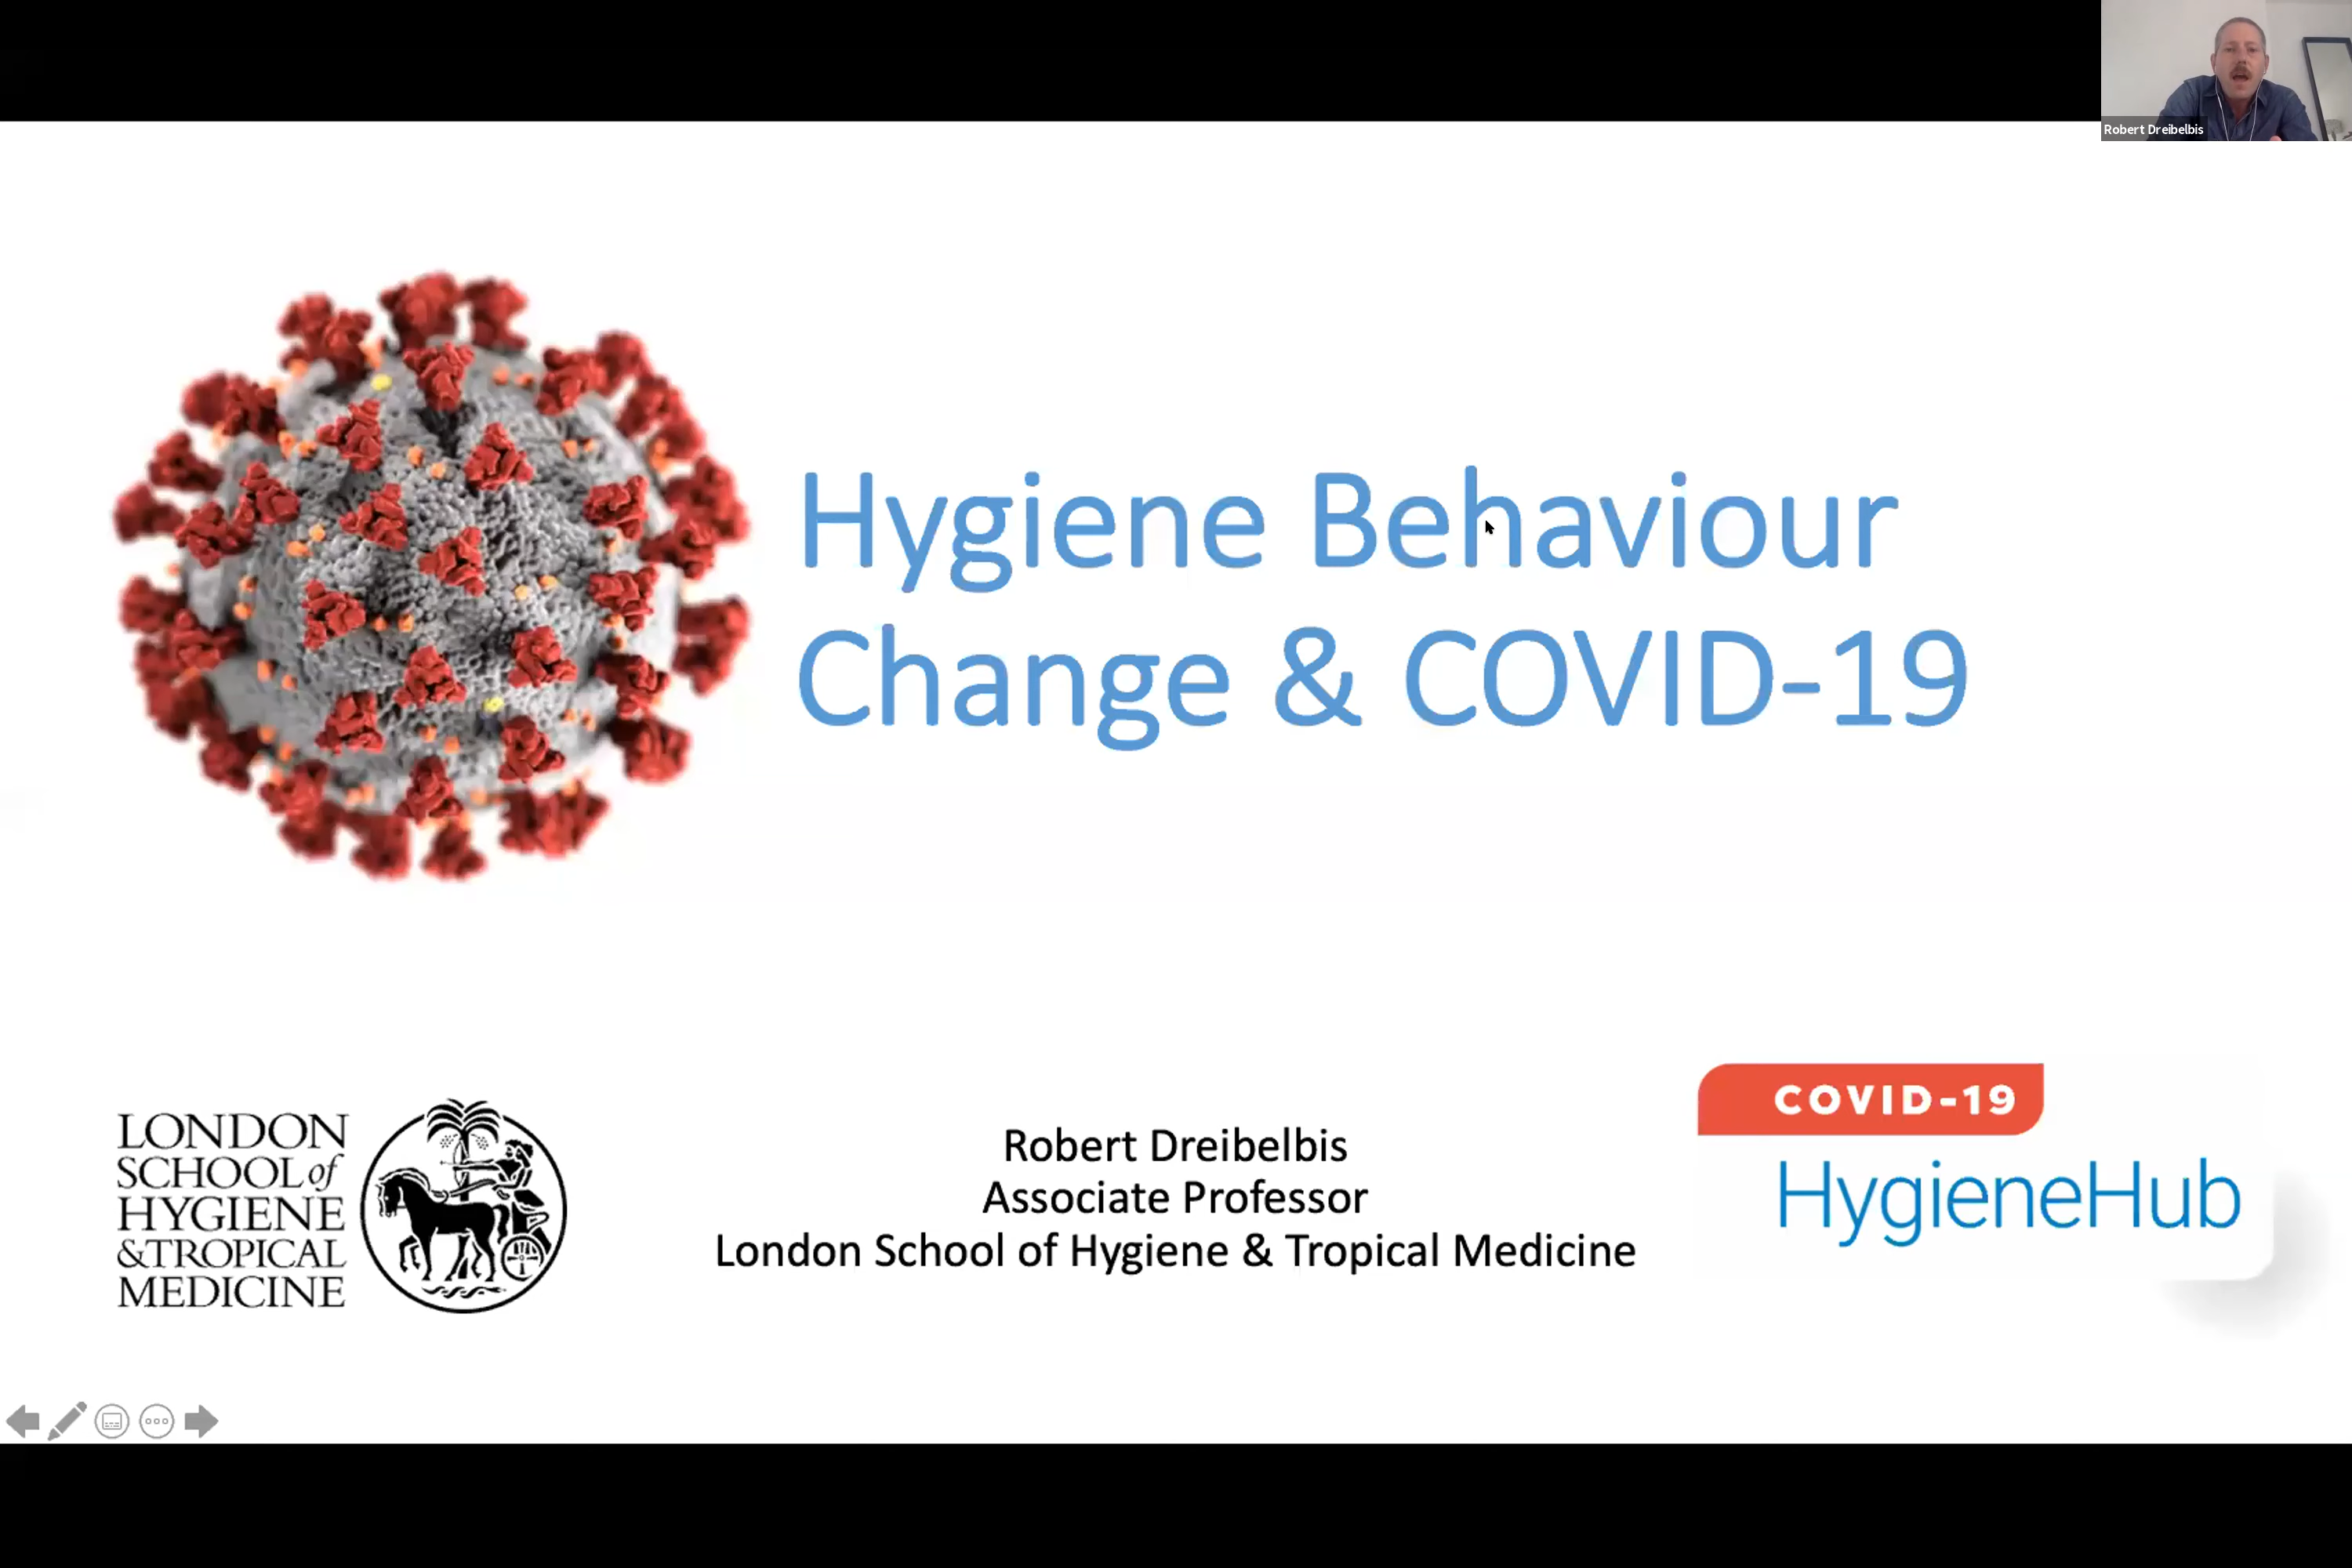 Robert Dreibelbis
Hygiene Behaviour
Change & COVID-19
LONDON
SCHOOL of
HYGIENE
&TROPICAL
MEDICINE
Robert Dreibelbis
Associate Professor
London School of Hygiene & Tropical Medicine
COVID-19
HygieneHub